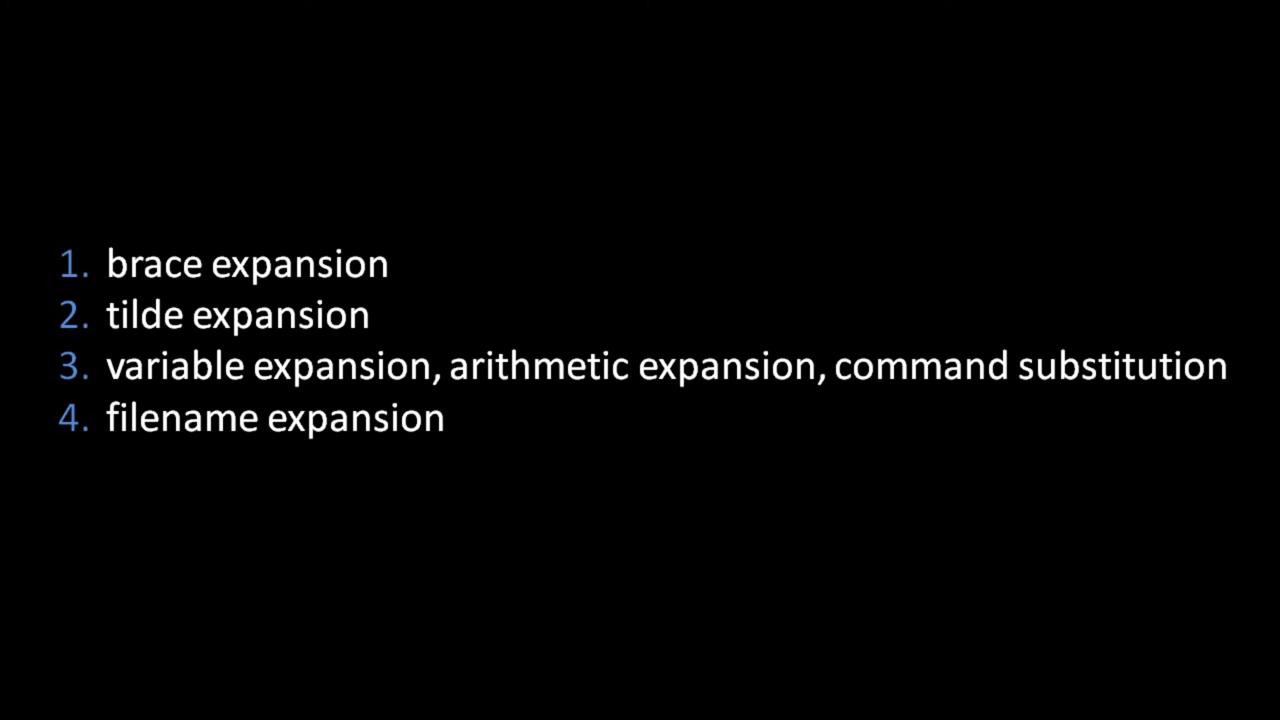 1. brace expansion
2. tilde expansion
3. variable expansion, arithmetic expansion, command substitution
4. filename expansion